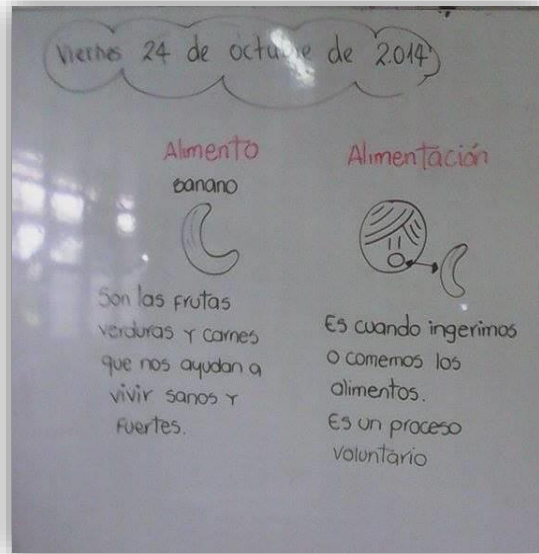 Viernes 24 de octubre de 2.014
Alimento
banano
Son las frutas
verduras y carnes
que nos ayudan a
vivir sanos y
fuertes.
Alimentación
Es cuando ingerimos
o comemos los
alimentos.
Es un proceso
voluntario